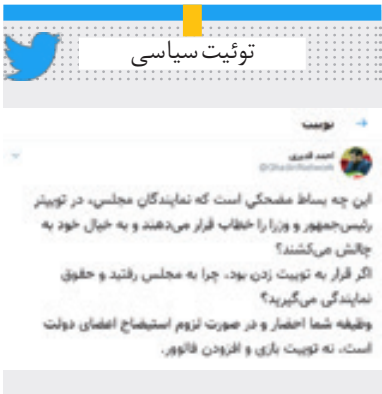 توئیت سیاسی
توییت
احمد قدیری
این چه بساط مضحکی است که نمایندگان مجلس، در توییتر
رئیس‌جمهور و وزرا را خطاب قرار می‌دهند و به خیال خود به
چالش می‌کشند؟
اگر قرار به توییت زدن بود، چرا به مجلس رفتید و حقوق
نمایندگی می‌گیرید؟
وظیفه شما احضار و در صورت لزوم استیضاح اعضای دولت
است، نه توییت بازی و افزودن فالوور.